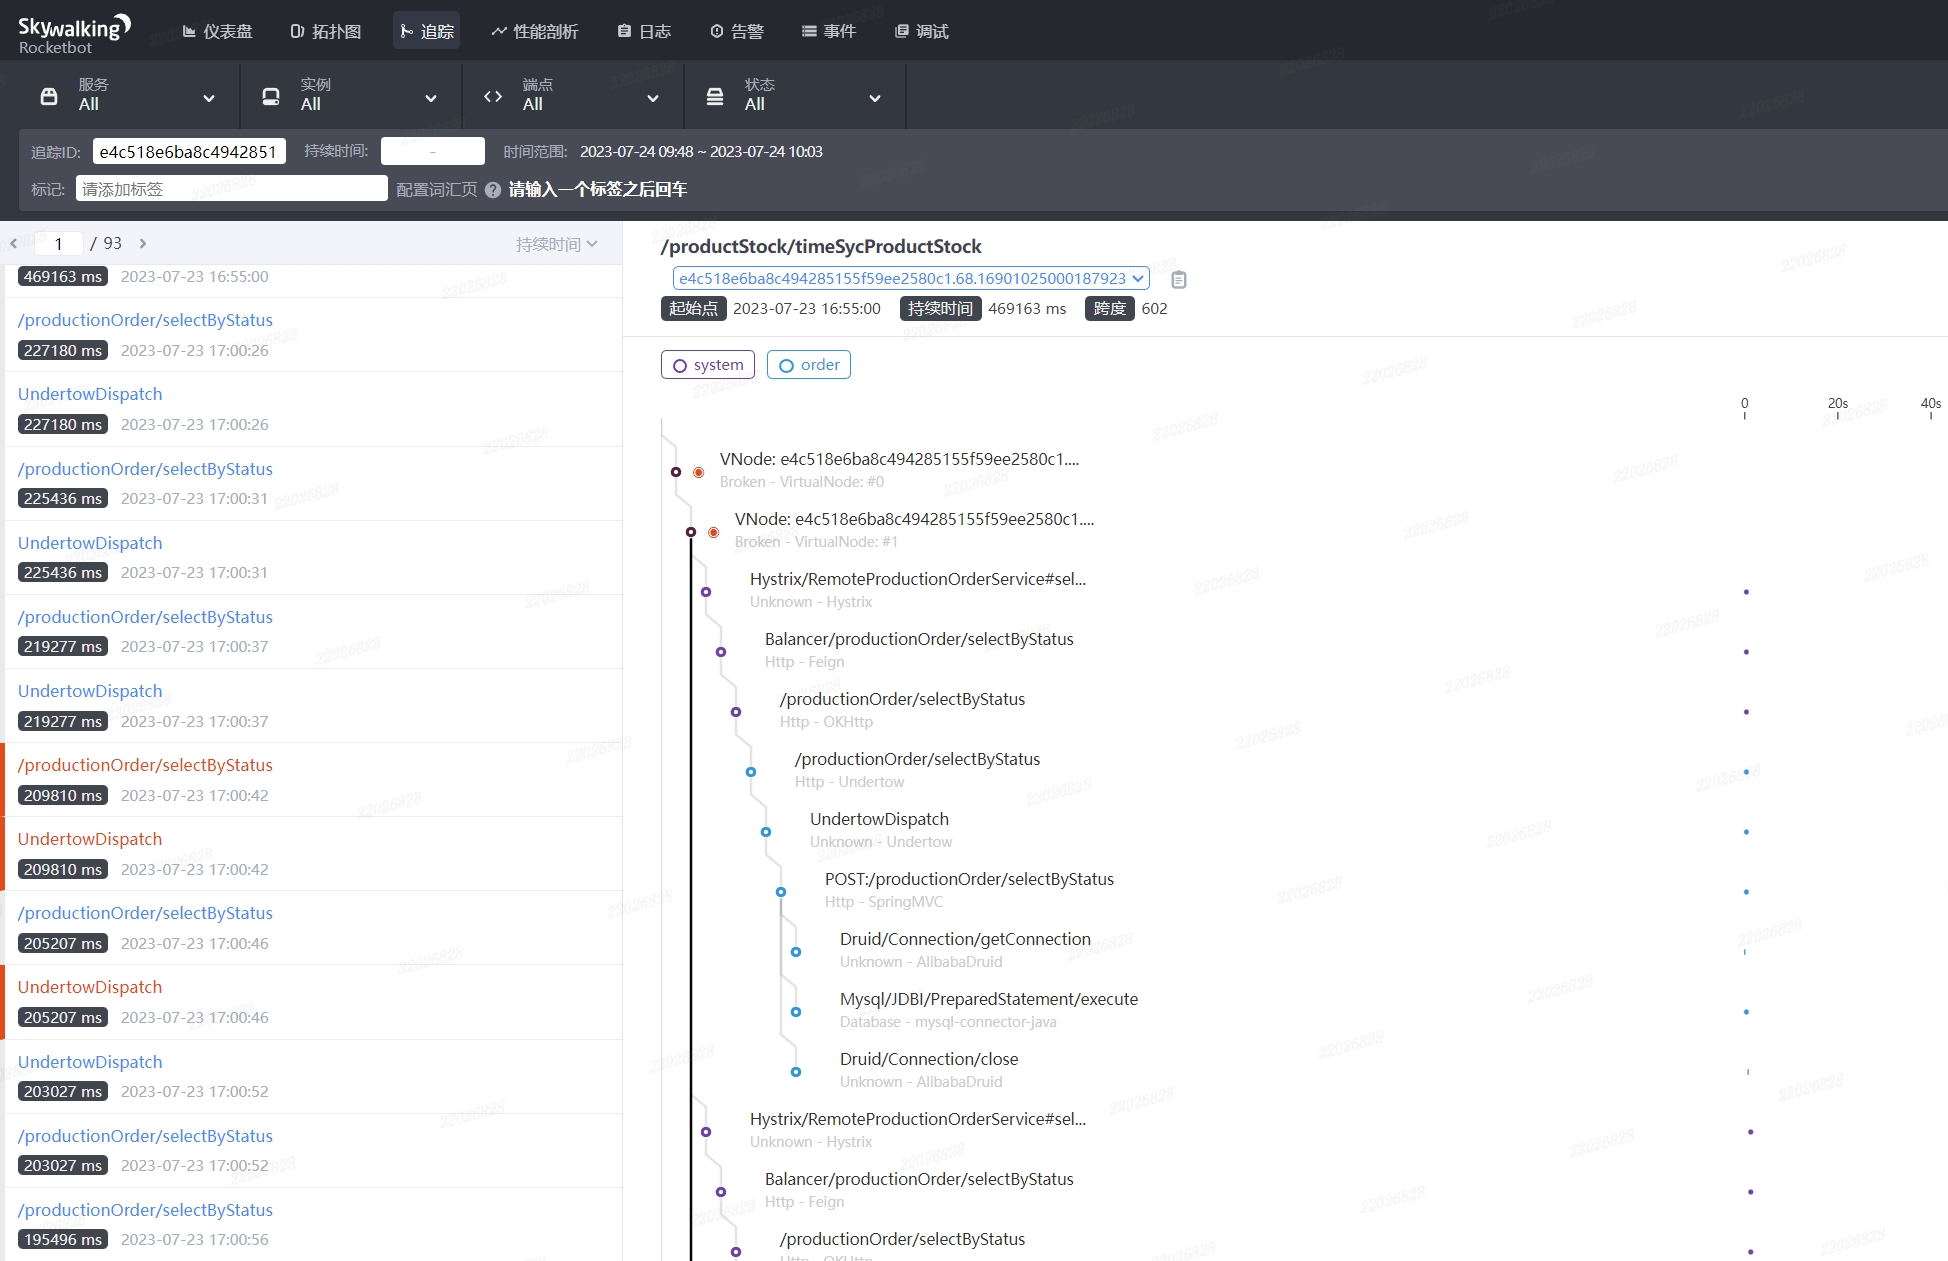 Skywalking
Rocketbot
仪表盘
拓扑图
追踪
性能剖析
日志
告警
事件
调试
服务
All
实例
All
端点
All
状态
All
追踪ID: e4c518e6ba8c4942851 持续时间: - 时间范围: 2023-07-24 09:48 ~ 2023-07-24 10:03
标记: 请添加标签 配置词汇页 ? 请输入一个标签之后回车
1 / 93 持续时间
469163 ms 2023-07-23 16:55:00
/productionOrder/selectByStatus
227180 ms 2023-07-23 17:00:26
UndertowDispatch
227180 ms 2023-07-23 17:00:26
/productionOrder/selectByStatus
225436 ms 2023-07-23 17:00:31
UndertowDispatch
225436 ms 2023-07-23 17:00:31
/productionOrder/selectByStatus
219277 ms 2023-07-23 17:00:37
UndertowDispatch
219277 ms 2023-07-23 17:00:37
/productionOrder/selectByStatus
209810 ms 2023-07-23 17:00:42
UndertowDispatch
209810 ms 2023-07-23 17:00:42
/productionOrder/selectByStatus
205207 ms 2023-07-23 17:00:46
UndertowDispatch
205207 ms 2023-07-23 17:00:46
UndertowDispatch
203027 ms 2023-07-23 17:00:52
/productionOrder/selectByStatus
203027 ms 2023-07-23 17:00:52
/productionOrder/selectByStatus
195496 ms 2023-07-23 17:00:56
/productStock/timeSycProductStock
e4c518e6ba8c494285155f59ee2580c1.68.16901025000187923
起始点 2023-07-23 16:55:00 持续时间 469163 ms 跨度 602
system order
0 20s 40s
VNode: e4c518e6ba8c494285155f59ee2580c1....
Broken - VirtualNode: #0
VNode: e4c518e6ba8c494285155f59ee2580c1....
Broken - VirtualNode: #1
Hystrix/RemoteProductionOrderService#sel...
Unknown - Hystrix
Balancer/productionOrder/selectByStatus
Http - Feign
/productionOrder/selectByStatus
Http - OKHttp
/productionOrder/selectByStatus
Http - Undertow
UndertowDispatch
Unknown - Undertow
POST:/productionOrder/selectByStatus
Http - SpringMVC
Druid/Connection/getConnection
Unknown - AlibabaDruid
Mysql/JDBI/PreparedStatement/execute
Database - mysql-connector-java
Druid/Connection/close
Unknown - AlibabaDruid
Hystrix/RemoteProductionOrderService#sel...
Unknown - Hystrix
Balancer/productionOrder/selectByStatus
Http - Feign
/productionOrder/selectByStatus
Http - OKHttp
22026828